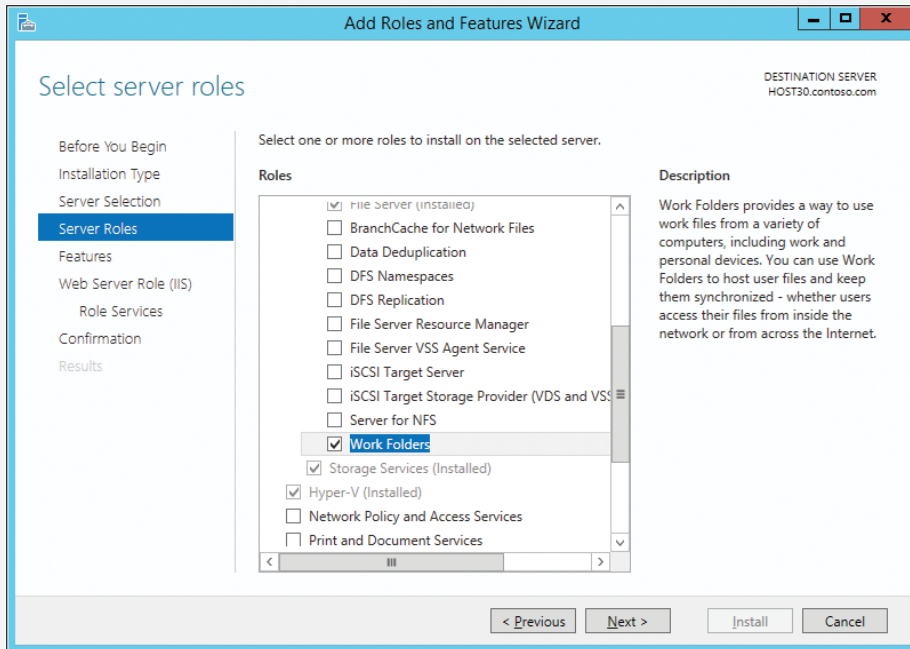 Add Roles and Features Wizard
Select server roles
DESTINATION SERVER
HOST30.contoso.com
Before You Begin
Installation Type
Server Selection
Server Roles
Features
Web Server Role (IIS)
Role Services
Confirmation
Results
Select one or more roles to install on the selected server.
Roles
File Server (Installed)
BranchCache for Network Files
Data Deduplication
DFS Namespaces
DFS Replication
File Server Resource Manager
File Server VSS Agent Service
iSCSI Target Server
iSCSI Target Storage Provider (VDS and VSS
Server for NFS
Work Folders
Storage Services (Installed)
Hyper-V (Installed)
Network Policy and Access Services
Print and Document Services
Description
Work Folders provides a way to use
work files from a variety of
computers, including work and
personal devices. You can use Work
Folders to host user files and keep
them synchronized - whether users
access their files from inside the
network or from across the Internet.
< Previous
Next >
Install
Cancel